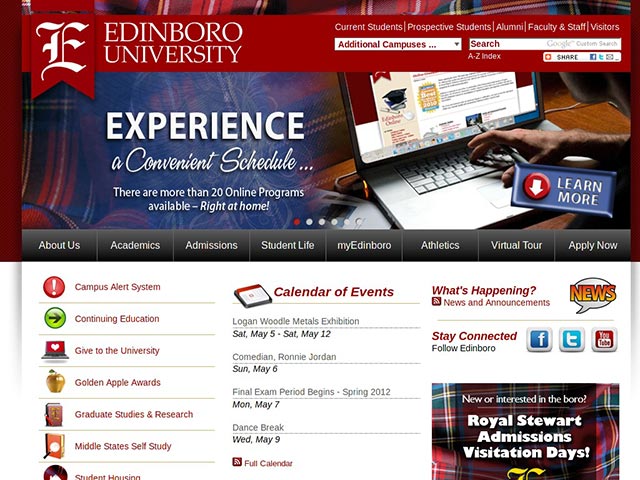 EDINBORO
UNIVERSITY
Current Students Prospective Students Alumni Faculty & Staff Visitors
Additional Campuses ...
Search
Google™ Custom Search
A-Z Index
SHARE
EXPERIENCE
a Convenient Schedule ...
There are more than 20 Online Programs
available – Right at home!
LEARN
MORE
About Us
Academics
Admissions
Student Life
myEdinboro
Athletics
Virtual Tour
Apply Now
Campus Alert System
Continuing Education
Give to the University
Golden Apple Awards
Graduate Studies & Research
Middle States Self Study
Student Housing
Calendar of Events
Logan Woodle Metals Exhibition
Sat, May 5 - Sat, May 12
Comedian, Ronnie Jordan
Sun, May 6
Final Exam Period Begins - Spring 2012
Mon, May 7
Dance Break
Wed, May 9
Full Calendar
What's Happening?
News and Announcements
NEWS
Stay Connected
Follow Edinboro
You
Tube
New or interested in the boro?
Royal Stewart
Admissions
Visitation Days!